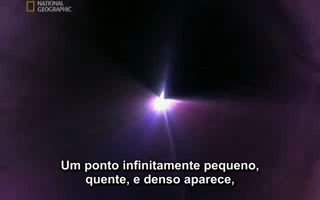 NATIONAL
GEOGRAPHIC
Um ponto infinitamente pequeno,
quente, e denso aparece,